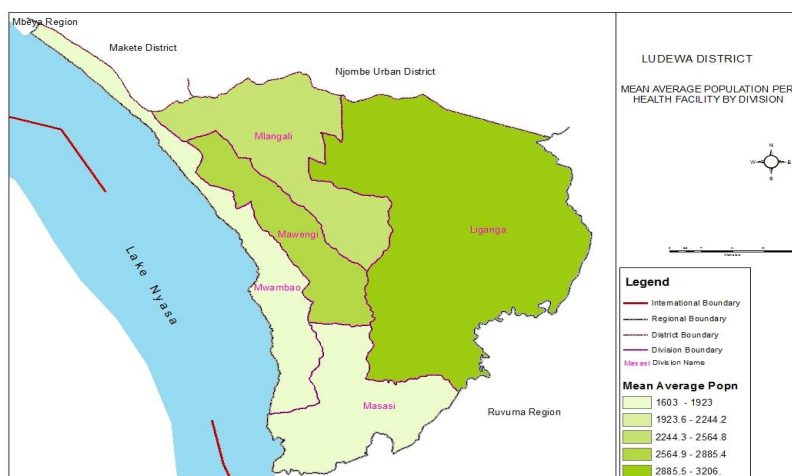 Mbeya Region
Makete District
Njombe Urban District
Mlangali
Mawengi
Liganga
Mwambao
Masasi
Lake Nyasa
Ruvuma Region
LUDEWA DISTRICT
MEAN AVERAGE POPULATION PER
HEALTH FACILITY BY DIVISION
N
W
E
S
Legend
International Boundary
Regional Boundary
District Boundary
Division Boundary
Masasi Division Name
Mean Average Popn
1603 - 1923
1923.6 - 2244.2
2244.3 - 2564.8
2564.9 - 2885.4
2885.5 - 3206.